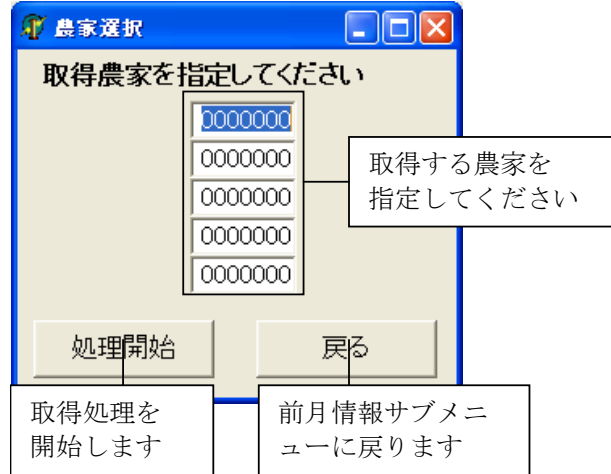 農家選択
取得農家を指定してください
0000000
0000000
0000000
0000000
0000000
取得する農家を
指定してください
処理開始
戻る
取得処理を
開始します
前月情報サブメニ
ューに戻ります